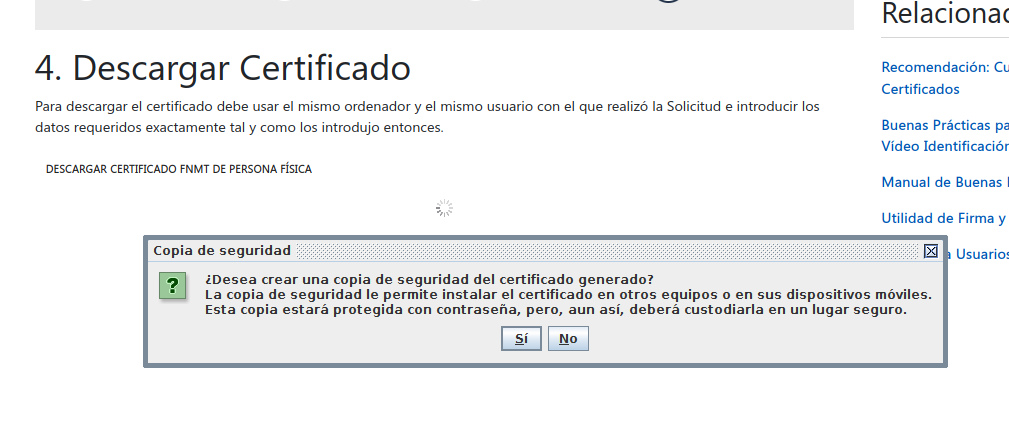 Relacionad
4. Descargar Certificado
Para descargar el certificado debe usar el mismo ordenador y el mismo usuario con el que realizó la Solicitud e introducir los
datos requeridos exactamente tal y como los introdujo entonces.
DESCARGAR CERTIFICADO FNMT DE PERSONA FÍSICA
Recomendación: Cu
Certificados
Buenas Prácticas pa
Vídeo Identificación
Manual de Buenas
Utilidad de Firma y
a Usuarios
Copia de seguridad
?
¿Desea crear una copia de seguridad del certificado generado?
La copia de seguridad le permite instalar el certificado en otros equipos o en sus dispositivos móviles.
Esta copia estará protegida con contraseña, pero, aun así, deberá custodiarla en un lugar seguro.
Sí
No